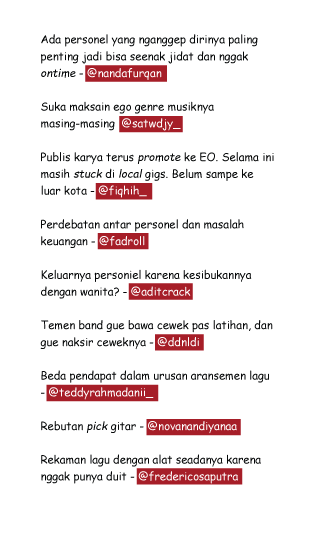 Ada personel yang nganggep dirinya paling
penting jadi bisa seenak jidat dan nggak
ontime - @nandafurqan
Suka maksain ego genre musiknya
masing-masing @satwdjy_
Publis karya terus promote ke EO. Selama ini
masih stuck di local gigs. Belum sampe ke
luar kota - @fiqhih_
Perdebatan antar personel dan masalah
keuangan - @fadroll
Keluarnya personiel karena kesibukannya
dengan wanita? - @aditcrack
Temen band gue bawa cewek pas latihan, dan
gue naksir ceweknya - @ddnldi
Beda pendapat dalam urusan aransemen lagu
- @teddyrahmadanii_
Rebutan pick gitar - @novanandiyanaa
Rekaman lagu dengan alat seadanya karena
nggak punya duit - @fredericosaputra